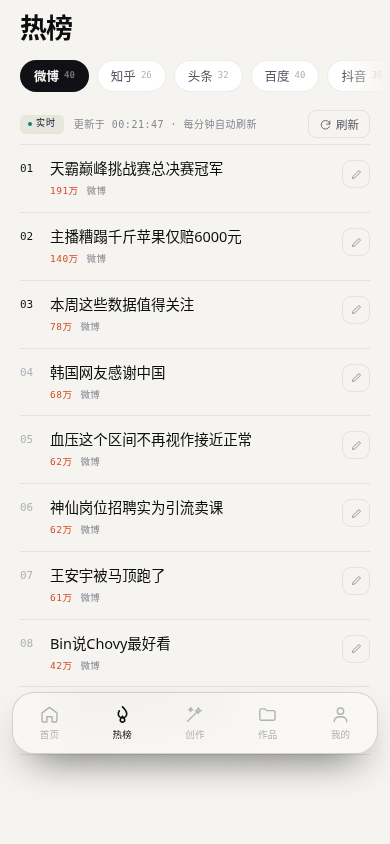 热榜
微博 40 知乎 26 头条 32 百度 40 抖音 30
实时 更新于 00:21:47 · 每分钟自动刷新 刷新
01 天霸巅峰挑战赛总决赛冠军
191万 微博
02 主播糟蹋千斤苹果仅赔6000元
140万 微博
03 本周这些数据值得关注
78万 微博
04 韩国网友感谢中国
68万 微博
05 血压这个区间不再视作接近正常
62万 微博
06 神仙岗位招聘实为引流卖课
62万 微博
07 王安宇被马顶跑了
61万 微博
08 Bin说Chovy最好看
42万 微博
首页 热榜 创作 作品 我的